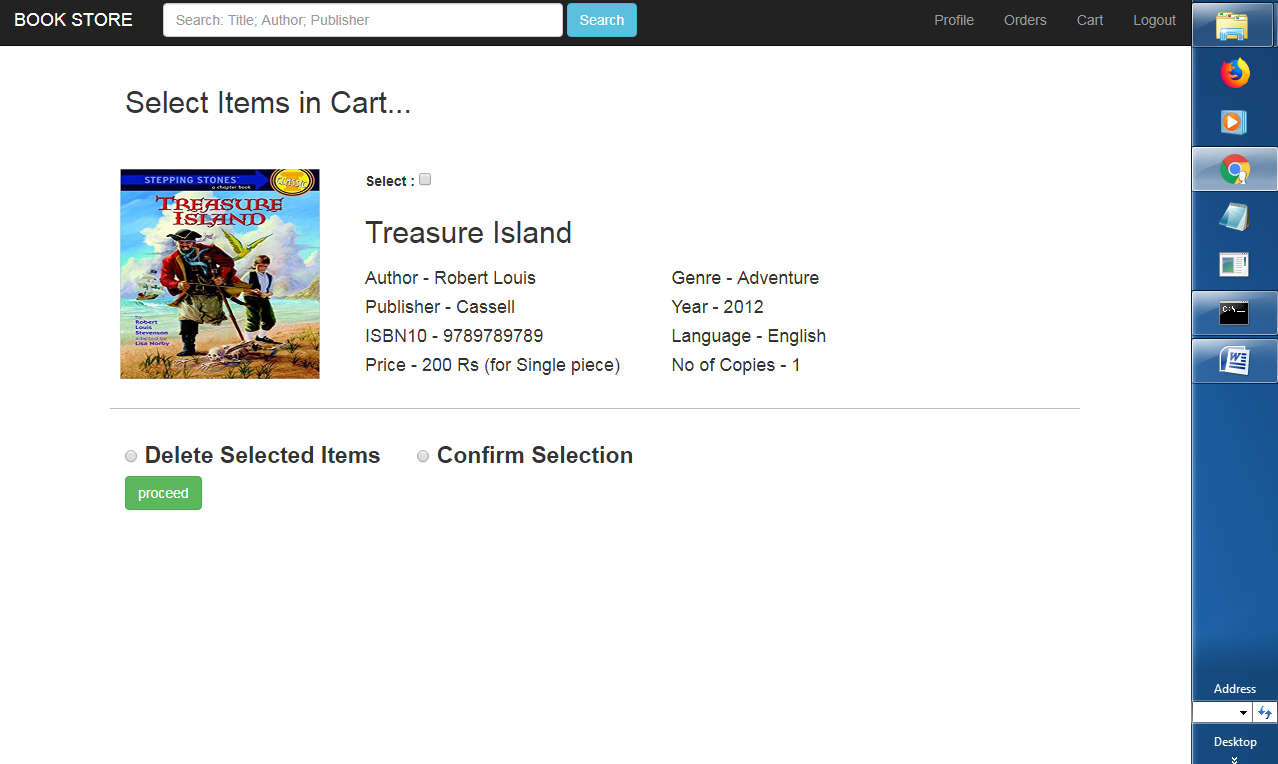 BOOK STORE
Search: Title; Author; Publisher
Search
Profile
Orders
Cart
Logout
Select Items in Cart...
STEPPING STONES
a chapter book
CLASSIC
TREASURE
ISLAND
by
Robert
Louis
Stevenson
adapted by
Lisa Norby
Select :
Treasure Island
Author - Robert Louis
Genre - Adventure
Publisher - Cassell
Year - 2012
ISBN10 - 9789789789
Language - English
Price - 200 Rs (for Single piece)
No of Copies - 1
Delete Selected Items
Confirm Selection
proceed
C:\.
W
Address
Desktop